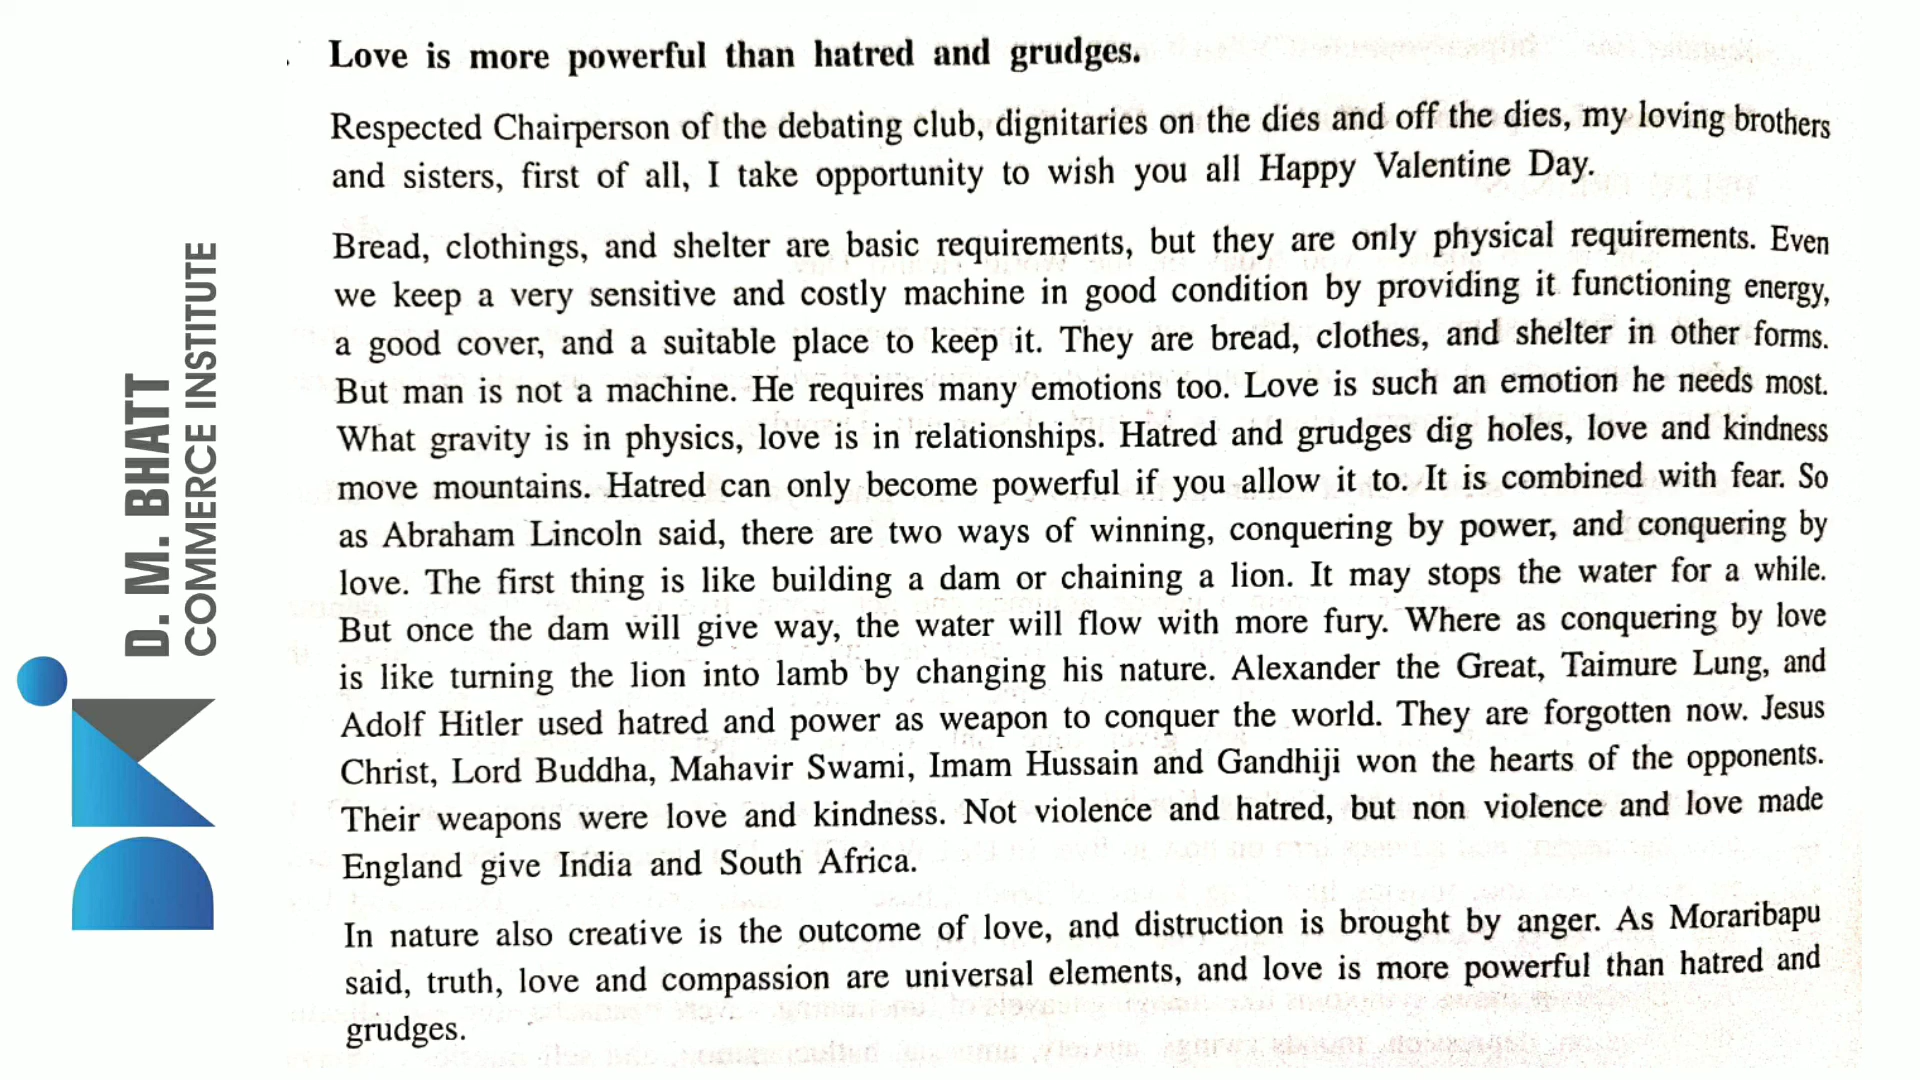 D. M. BHATT
COMMERCE INSTITUTE
Love is more powerful than hatred and grudges.
Respected Chairperson of the debating club, dignitaries on the dies and off the dies, my loving brothers
and sisters, first of all, I take opportunity to wish you all Happy Valentine Day.
Bread, clothings, and shelter are basic requirements, but they are only physical requirements. Even
we keep a very sensitive and costly machine in good condition by providing it functioning energy,
a good cover, and a suitable place to keep it. They are bread, clothes, and shelter in other forms.
But man is not a machine. He requires many emotions too. Love is such an emotion he needs most.
What gravity is in physics, love is in relationships. Hatred and grudges dig holes, love and kindness
move mountains. Hatred can only become powerful if you allow it to. It is combined with fear. So
as Abraham Lincoln said, there are two ways of winning, conquering by power, and conquering by
love. The first thing is like building a dam or chaining a lion. It may stops the water for a while.
But once the dam will give way, the water will flow with more fury. Where as conquering by love
is like turning the lion into lamb by changing his nature. Alexander the Great, Taimure Lung, and
Adolf Hitler used hatred and power as weapon to conquer the world. They are forgotten now. Jesus
Christ, Lord Buddha, Mahavir Swami, Imam Hussain and Gandhiji won the hearts of the opponents.
Their weapons were love and kindness. Not violence and hatred, but non violence and love made
England give India and South Africa.
In nature also creative is the outcome of love, and distruction is brought by anger. As Moraribapu
said, truth, love and compassion are universal elements, and love is more powerful than hatred and
grudges.